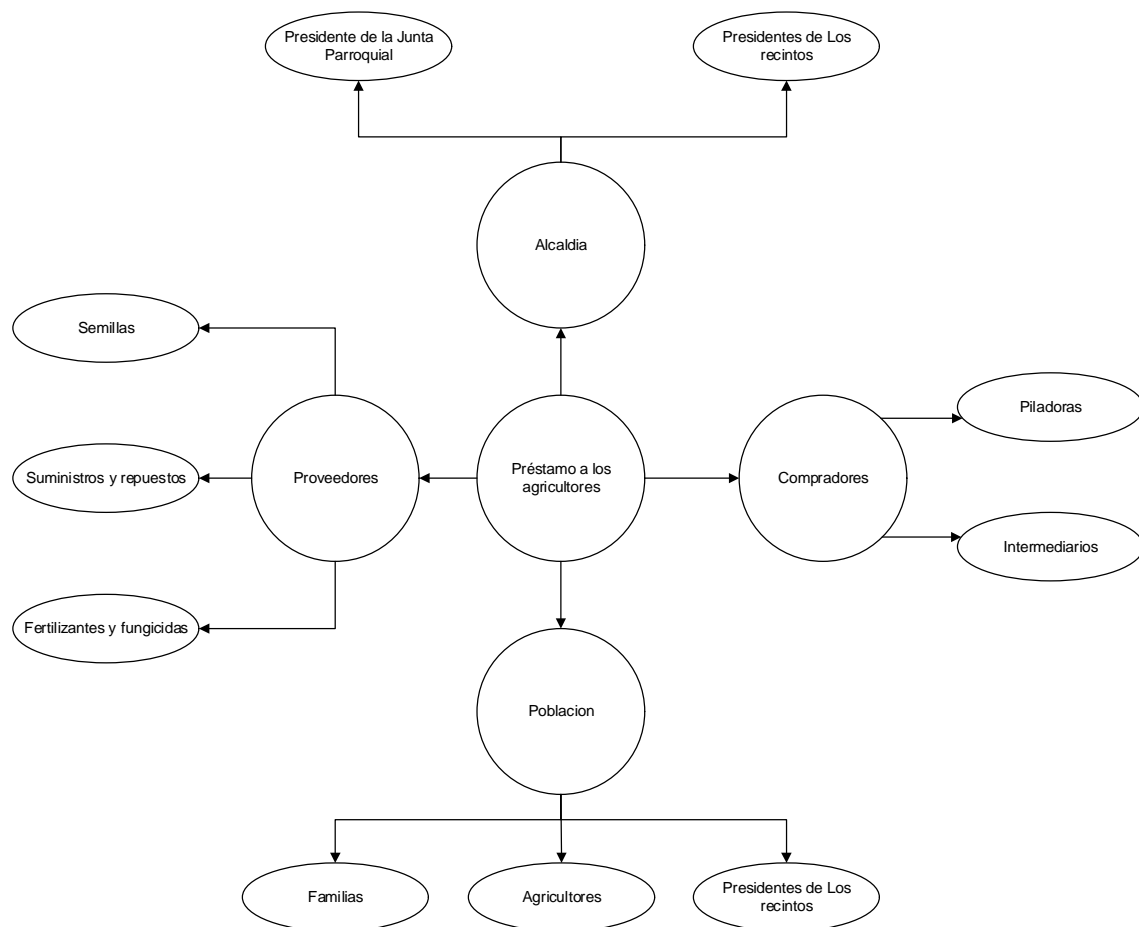 Presidente de la Junta
Parroquial
Presidentes de Los
recintos
Alcaldia
Semillas
Piladoras
Suministros y repuestos
Proveedores
Préstamo a los
agricultores
Compradores
Intermediarios
Fertilizantes y fungicidas
Poblacion
Familias
Agricultores
Presidentes de Los
recintos